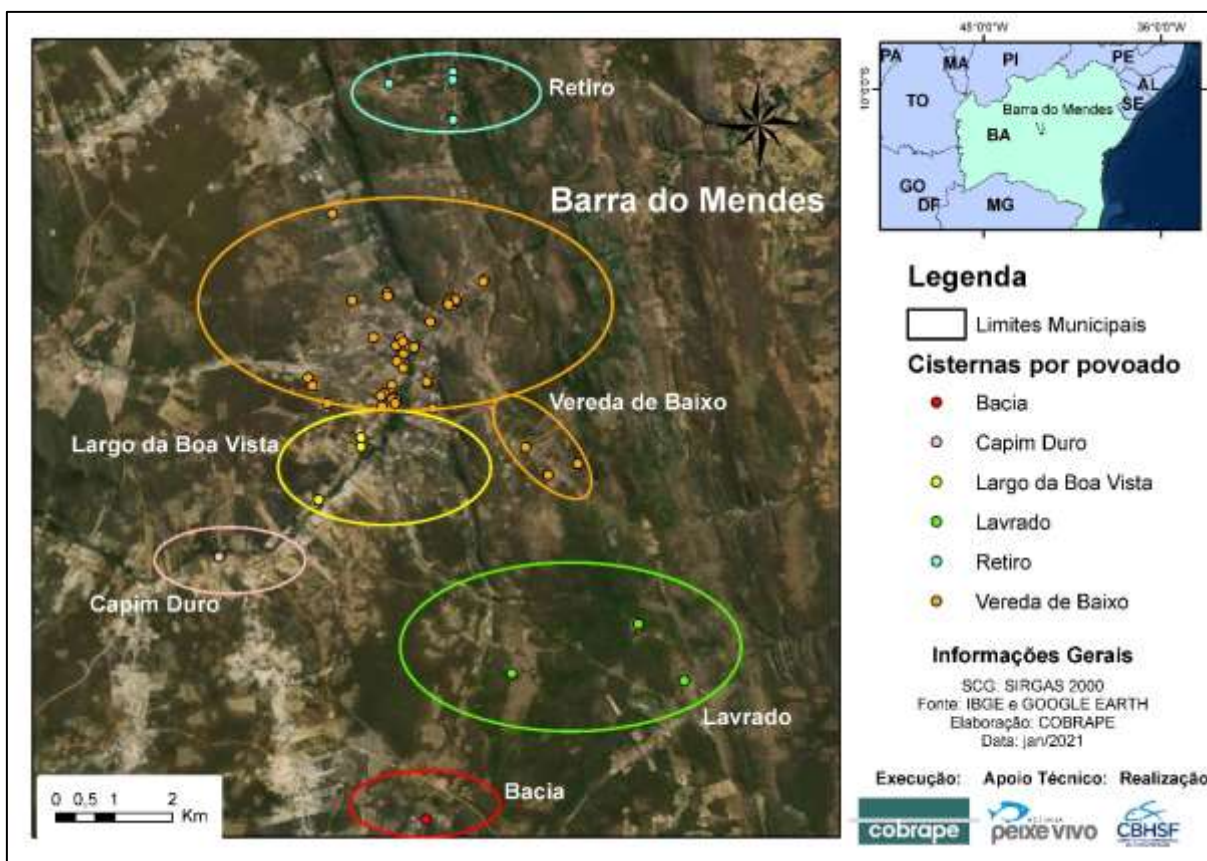 Retiro
Barra do Mendes
Vereda de Baixo
Largo da Boa Vista
Capim Duro
Lavrado
Bacia
0 0,5 1 2
Km
36°0'0"W
PA
MA
PI
PE
AL
SE
TO
Barra do Mendes
BA
GO
DF
MG
Legenda
Limites Municipais
Cisternas por povoado
Bacia
Capim Duro
Largo da Boa Vista
Lavrado
Retiro
Vereda de Baixo
Informações Gerais
SCG: SIRGAS 2000
Fonte: IBGE e GOOGLE EARTH
Elaboração: COBRAPE
Data: jan/2021
Execução: Apoio Técnico: Realização
cobrape
peixe vivo
CBHSF